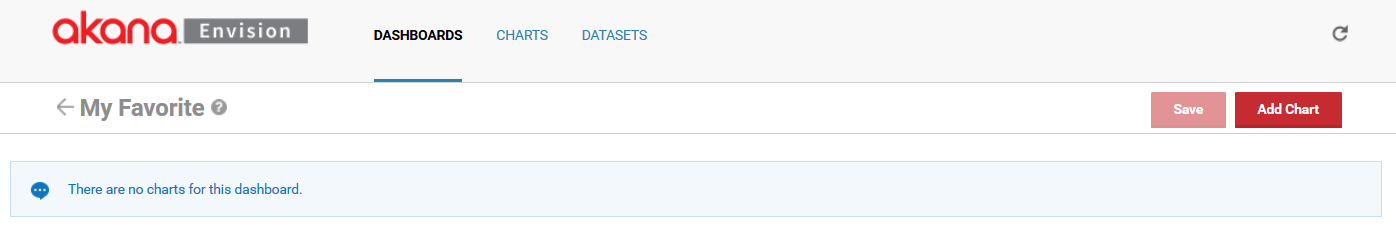 akana Envision
DASHBOARDS CHARTS DATASETS
My Favorite ?
Save Add Chart
There are no charts for this dashboard.